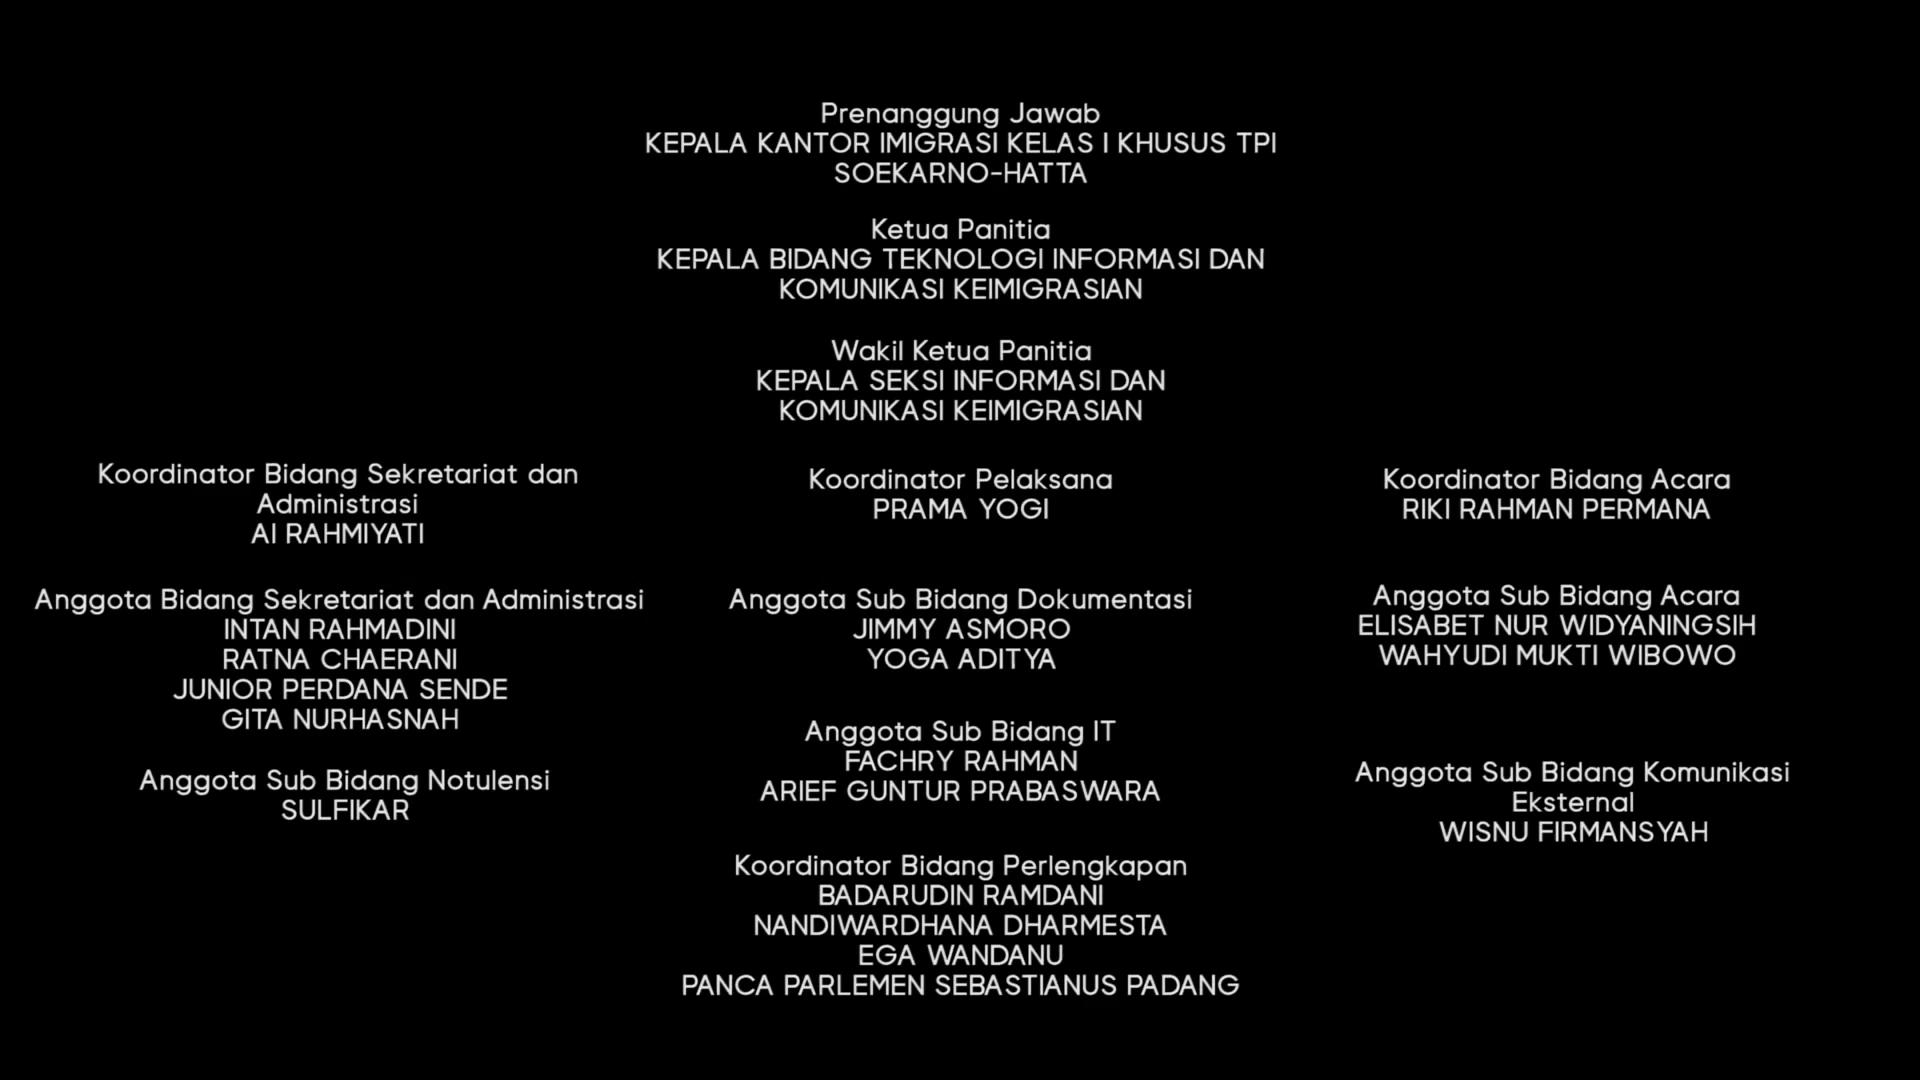 Prenanggung Jawab
KEPALA KANTOR IMIGRASI KELAS I KHUSUS TPI
SOEKARNO-HATTA
Ketua Panitia
KEPALA BIDANG TEKNOLOGI INFORMASI DAN
KOMUNIKASI KEIMIGRASIAN
Wakil Ketua Panitia
KEPALA SEKSI INFORMASI DAN
KOMUNIKASI KEIMIGRASIAN
Koordinator Bidang Sekretariat dan
Administrasi
AI RAHMIYATI
Anggota Bidang Sekretariat dan Administrasi
INTAN RAHMADINI
RATNA CHAERANI
JUNIOR PERDANA SENDE
GITA NURHASNAH
Anggota Sub Bidang Notulensi
SULFIKAR
Koordinator Pelaksana
PRAMA YOGI
Anggota Sub Bidang Dokumentasi
JIMMY ASMORO
YOGA ADITYA
Anggota Sub Bidang IT
FACHRY RAHMAN
ARIEF GUNTUR PRABASWARA
Koordinator Bidang Perlengkapan
BADARUDIN RAMDANI
NANDIWARDHANA DHARMESTA
EGA WANDANU
PANCA PARLEMEN SEBASTIANUS PADANG
Koordinator Bidang Acara
RIKI RAHMAN PERMANA
Anggota Sub Bidang Acara
ELISABET NUR WIDYANINGSIH
WAHYUDI MUKTI WIBOWO
Anggota Sub Bidang Komunikasi
Eksternal
WISNU FIRMANSYAH